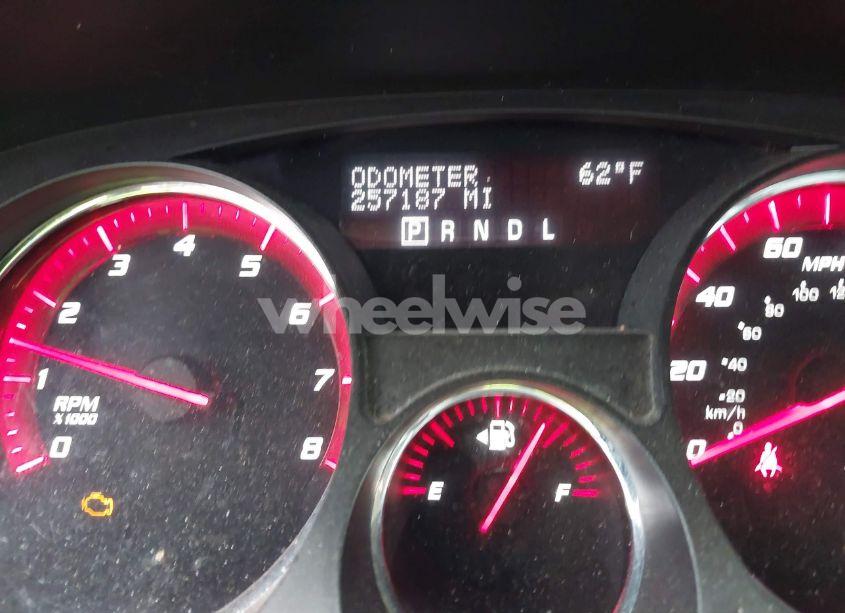 ODOMETER 62°F
257187 MI
P R N D L
wheelwise
0 1 2 3 4 5 6 7 8
RPM
X1000
E F
0 20 40 60
MPH
0 20 40 60 80 100 12
km/h